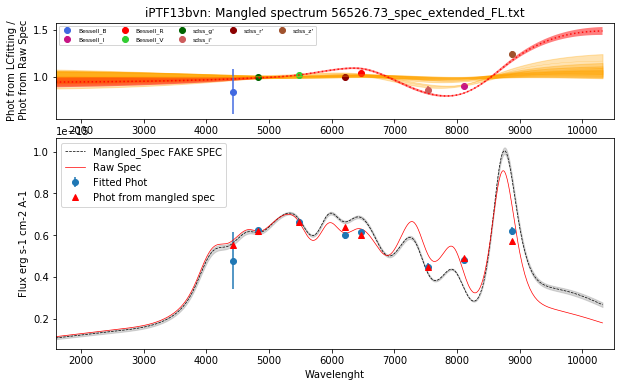 iPTF13bvn: Mangled spectrum 56526.73_spec_extended_FL.txt
Phot from LCfitting /
Phot from Raw Spec
1.5
1.0
Bessell_B
Bessell_I
Bessell_R
Bessell_V
sdss_g'
sdss_i'
sdss_r'
sdss_z'
2000 3000 4000 5000 6000 7000 8000 9000 10000
1e−15
Flux erg s-1 cm-2 A-1
1.0
0.8
0.6
0.4
0.2
Mangled_Spec FAKE SPEC
Raw Spec
Fitted Phot
Phot from mangled spec
2000 3000 4000 5000 6000 7000 8000 9000 10000
Wavelenght